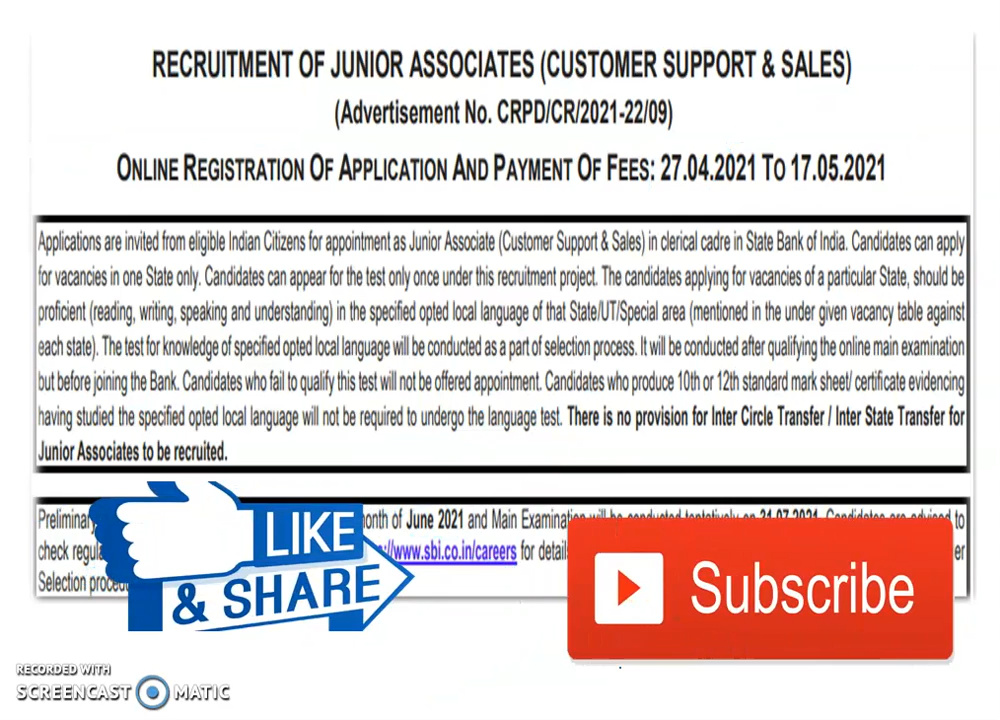 RECRUITMENT OF JUNIOR ASSOCIATES (CUSTOMER SUPPORT & SALES)
(Advertisement No. CRPD/CR/2021-22/09)
ONLINE REGISTRATION OF APPLICATION AND PAYMENT OF FEES: 27.04.2021 TO 17.05.2021
Applications are invited from eligible Indian Citizens for appointment as Junior Associate (Customer Support & Sales) in clerical cadre in State Bank of India. Candidates can apply
for vacancies in one State only. Candidates can appear for the test only once under this recruitment project. The candidates applying for vacancies of a particular State, should be
proficient (reading, writing, speaking and understanding) in the specified opted local language of that State/UT/Special area (mentioned in the under given vacancy table against
each state). The test for knowledge of specified opted local language will be conducted as a part of selection process. It will be conducted after qualifying the online main examination
but before joining the Bank. Candidates who fail to qualify this test will not be offered appointment. Candidates who produce 10th or 12th standard mark sheet/ certificate evidencing
having studied the specified opted local language will not be required to undergo the language test. There is no provision for Inter Circle Transfer / Inter State Transfer for
Junior Associates to be recruited.
Preliminary month of June 2021 and Main Examination will be conducted tentatively on 31.07.2021. Candidates are advised to
check regul ://www.sbi.co.in/careers for details er
Selection proced
LIKE
& SHARE
Subscribe
RECORDED WITH
SCREENCAST MATIC